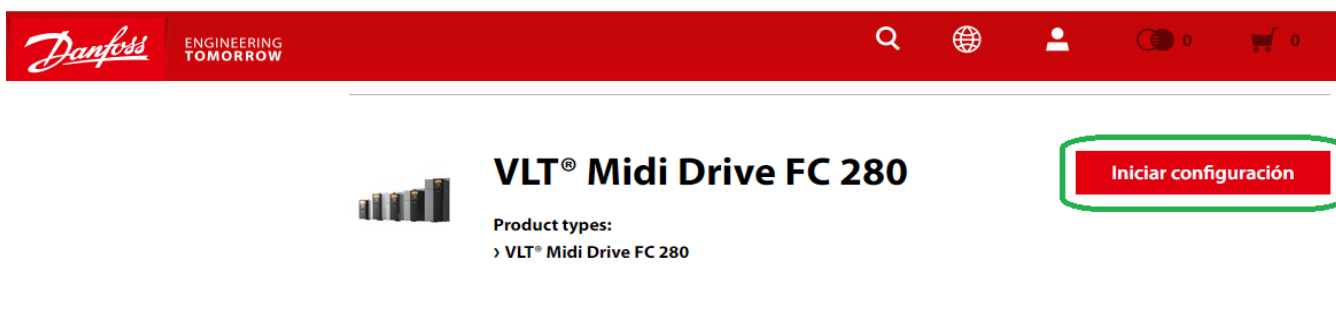 Danfoss
ENGINEERING
TOMORROW
0
0
VLT® Midi Drive FC 280
Iniciar configuración
Product types:
› VLT® Midi Drive FC 280